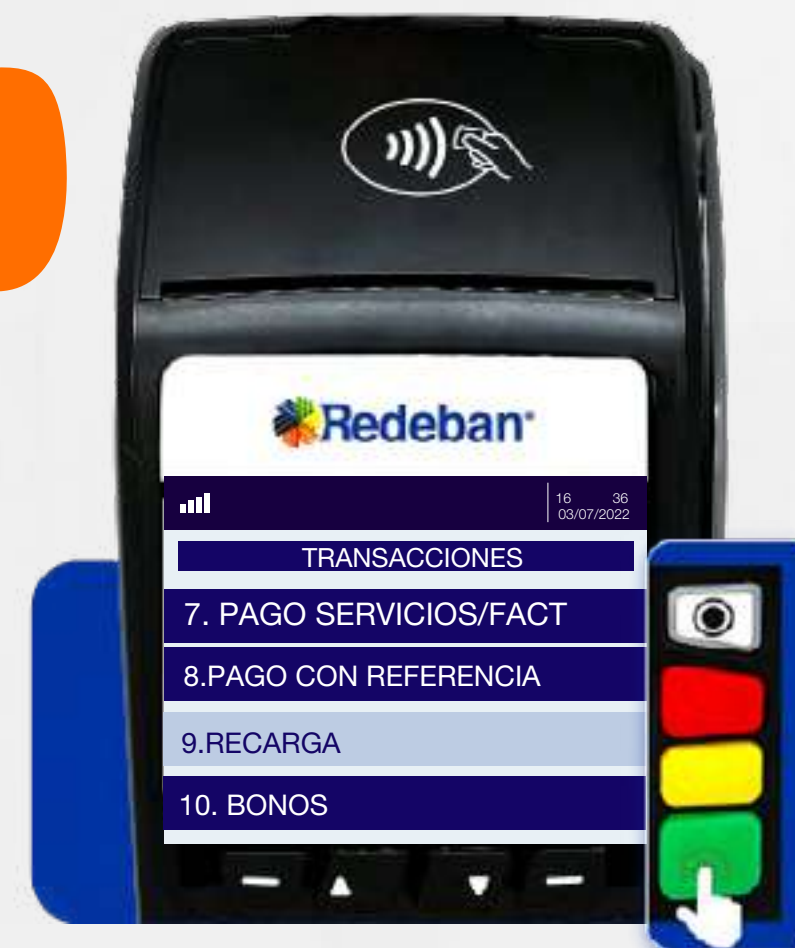 Redeban
16 36
03/07/2022
TRANSACCIONES
7. PAGO SERVICIOS/FACT
8.PAGO CON REFERENCIA
9.RECARGA
10. BONOS